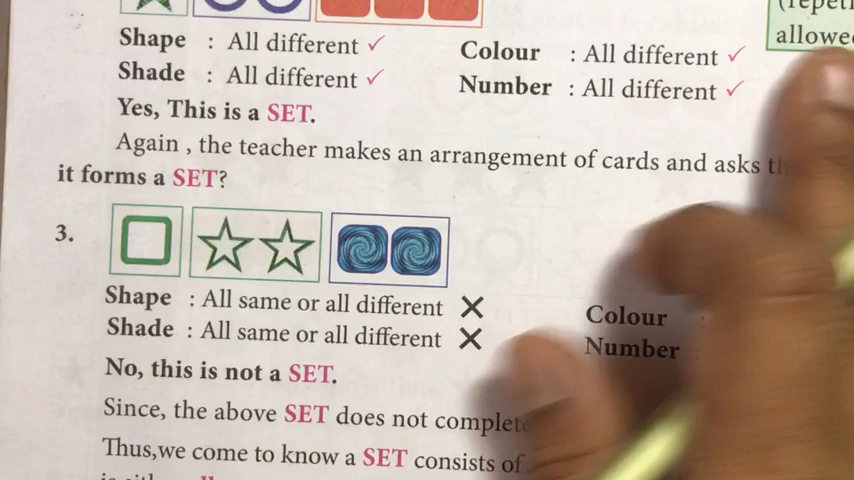 (repeti
allowe
Shape : All different ✓
Colour : All different ✓
Shade : All different ✓
Number : All different ✓
Yes, This is a SET.
Again , the teacher makes an arrangement of cards and asks
it forms a SET?
3.
Shape : All same or all different ✕
Colour
Shade : All same or all different ✕
Number
No, this is not a SET.
Since, the above SET does not complet
Thus,we come to know a SET consists of